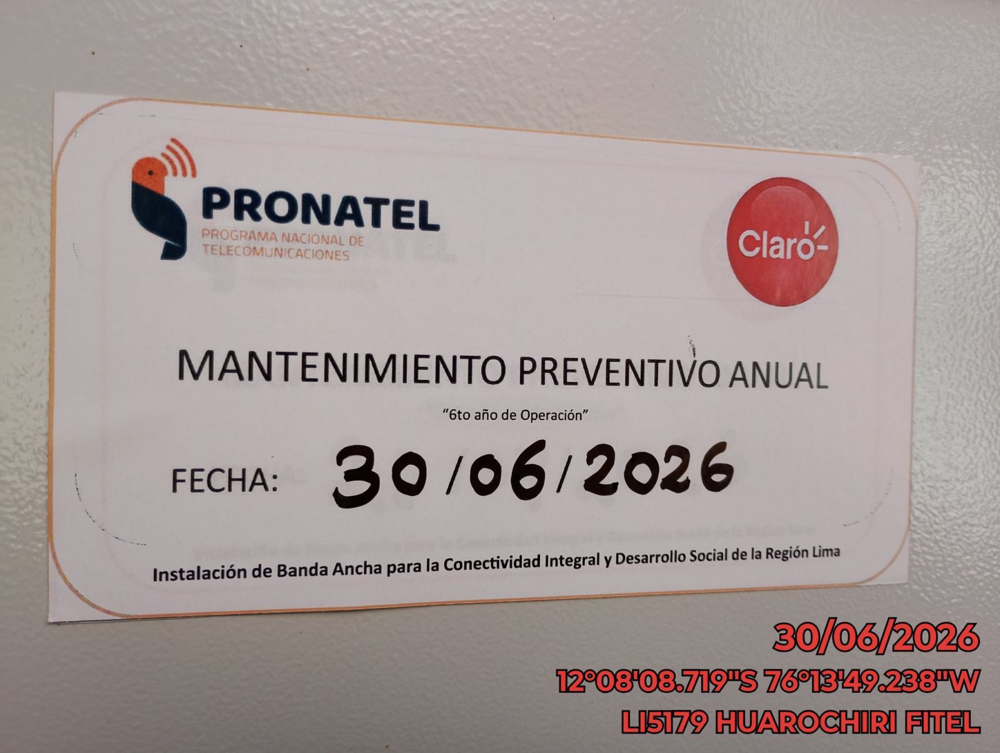 PRONATEL
PROGRAMA NACIONAL DE
TELECOMUNICACIONES
Claro
MANTENIMIENTO PREVENTIVO ANUAL
“6to año de Operación”
FECHA: 30/06/2026
Instalación de Banda Ancha para la Conectividad Integral y Desarrollo Social de la Región Lima
30/06/2026
12°08'08.719"S 76°13'49.238"W
LI5179 HUAROCHIRI FITEL